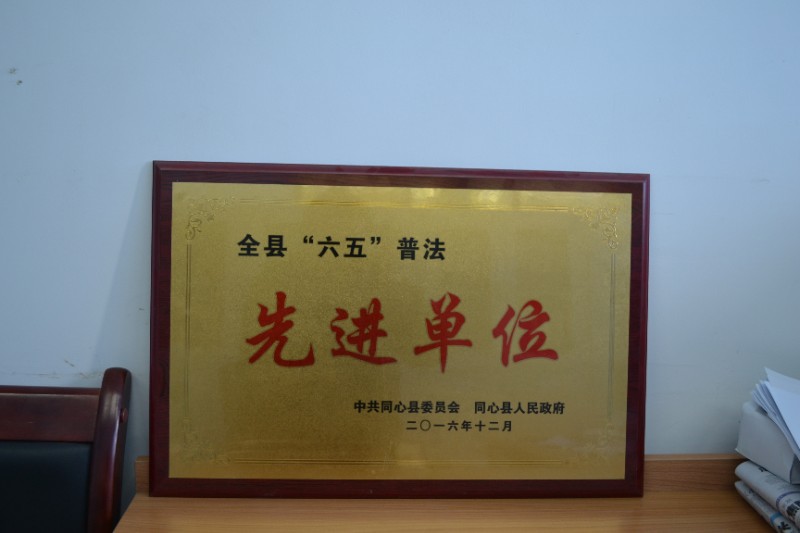 全县“六五”普法
先进单位
中共同心县委员会 同心县人民政府
二〇一六年十二月